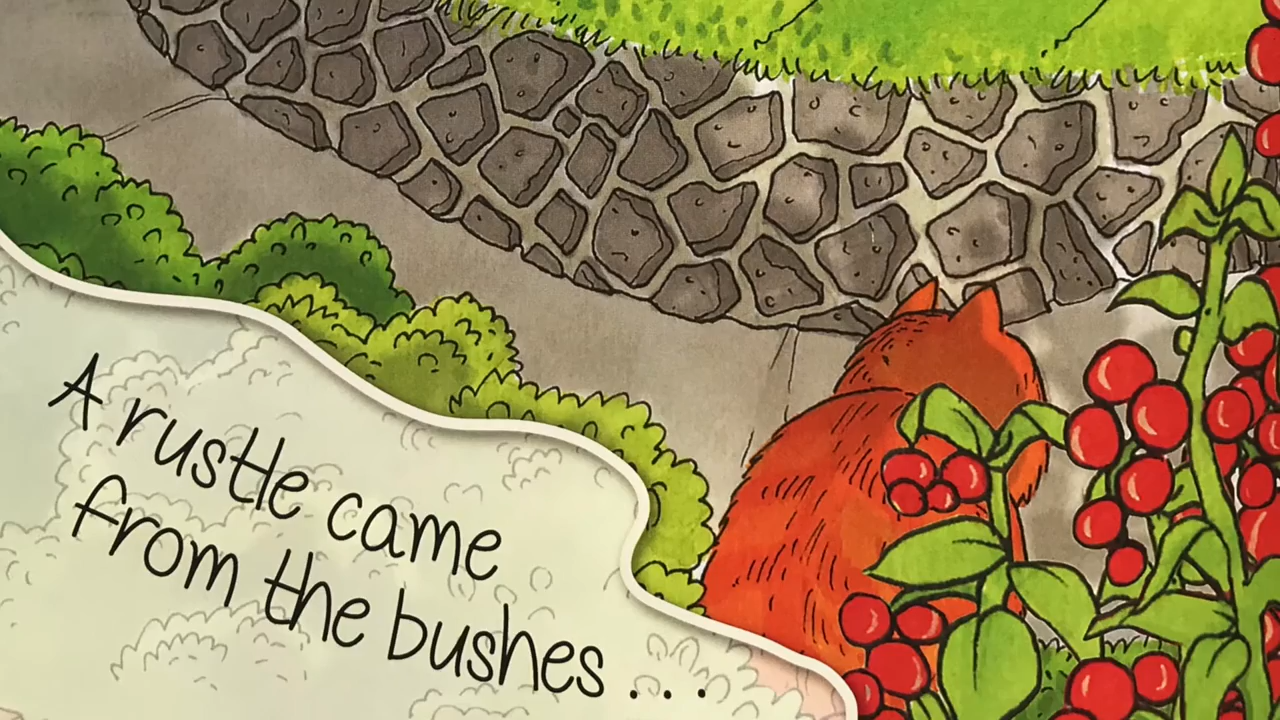 A rustle came
from the bushes . . .